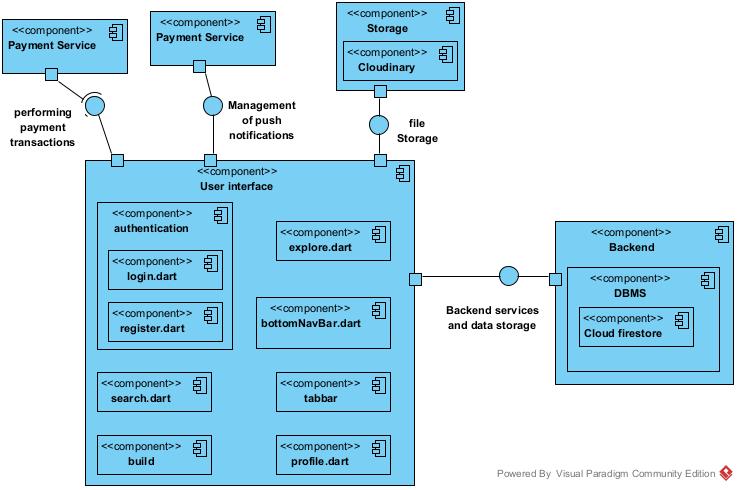 <<component>>
Payment Service
<<component>>
Payment Service
<<component>>
Storage
<<component>>
Cloudinary
performing
payment
transactions
Management
of push
notifications
file
Storage
<<component>>
User interface
<<component>>
authentication
<<component>>
login.dart
<<component>>
register.dart
<<component>>
explore.dart
<<component>>
bottomNavBar.dart
<<component>>
search.dart
<<component>>
tabbar
<<component>>
build
<<component>>
profile.dart
Backend services
and data storage
<<component>>
Backend
<<component>>
DBMS
<<component>>
Cloud firestore
Powered By Visual Paradigm Community Edition